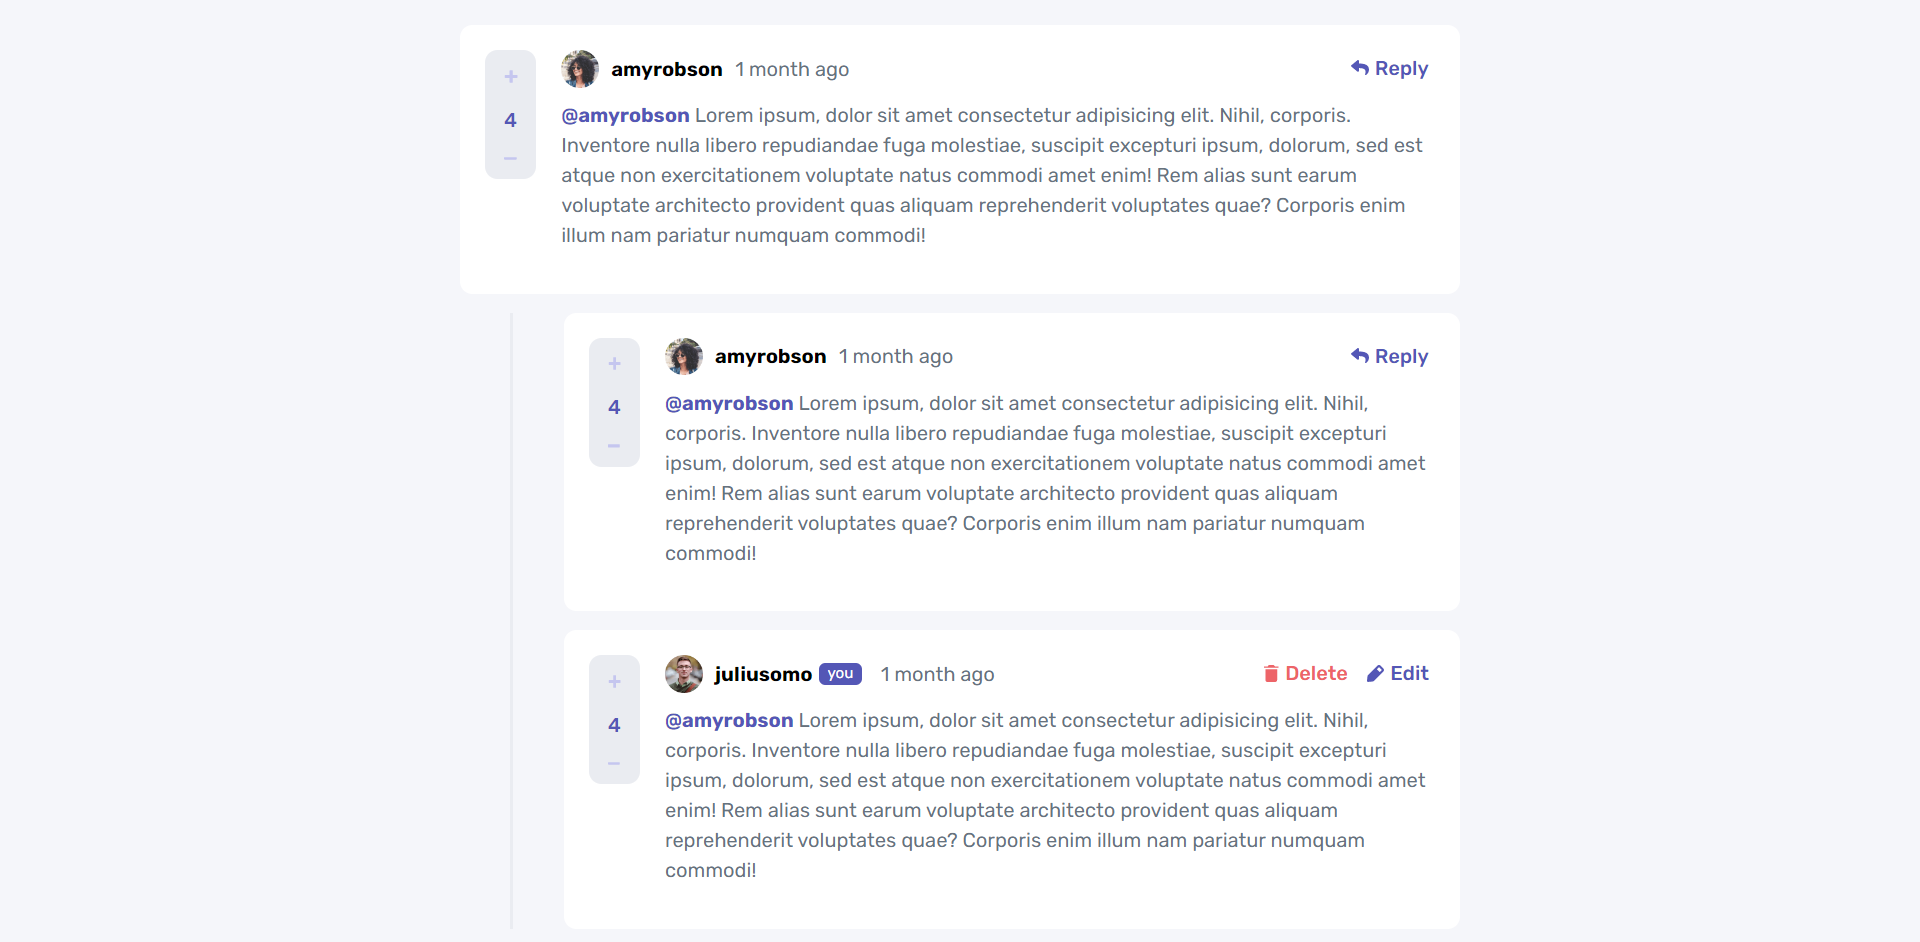 amyrobson 1 month ago Reply
+
4
−
@amyrobson Lorem ipsum, dolor sit amet consectetur adipisicing elit. Nihil, corporis.
Inventore nulla libero repudiandae fuga molestiae, suscipit excepturi ipsum, dolorum, sed est
atque non exercitationem voluptate natus commodi amet enim! Rem alias sunt earum
voluptate architecto provident quas aliquam reprehenderit voluptates quae? Corporis enim
illum nam pariatur numquam commodi!
amyrobson 1 month ago Reply
+
4
−
@amyrobson Lorem ipsum, dolor sit amet consectetur adipisicing elit. Nihil,
corporis. Inventore nulla libero repudiandae fuga molestiae, suscipit excepturi
ipsum, dolorum, sed est atque non exercitationem voluptate natus commodi amet
enim! Rem alias sunt earum voluptate architecto provident quas aliquam
reprehenderit voluptates quae? Corporis enim illum nam pariatur numquam
commodi!
juliusomo you 1 month ago Delete Edit
+
4
−
@amyrobson Lorem ipsum, dolor sit amet consectetur adipisicing elit. Nihil,
corporis. Inventore nulla libero repudiandae fuga molestiae, suscipit excepturi
ipsum, dolorum, sed est atque non exercitationem voluptate natus commodi amet
enim! Rem alias sunt earum voluptate architecto provident quas aliquam
reprehenderit voluptates quae? Corporis enim illum nam pariatur numquam
commodi!